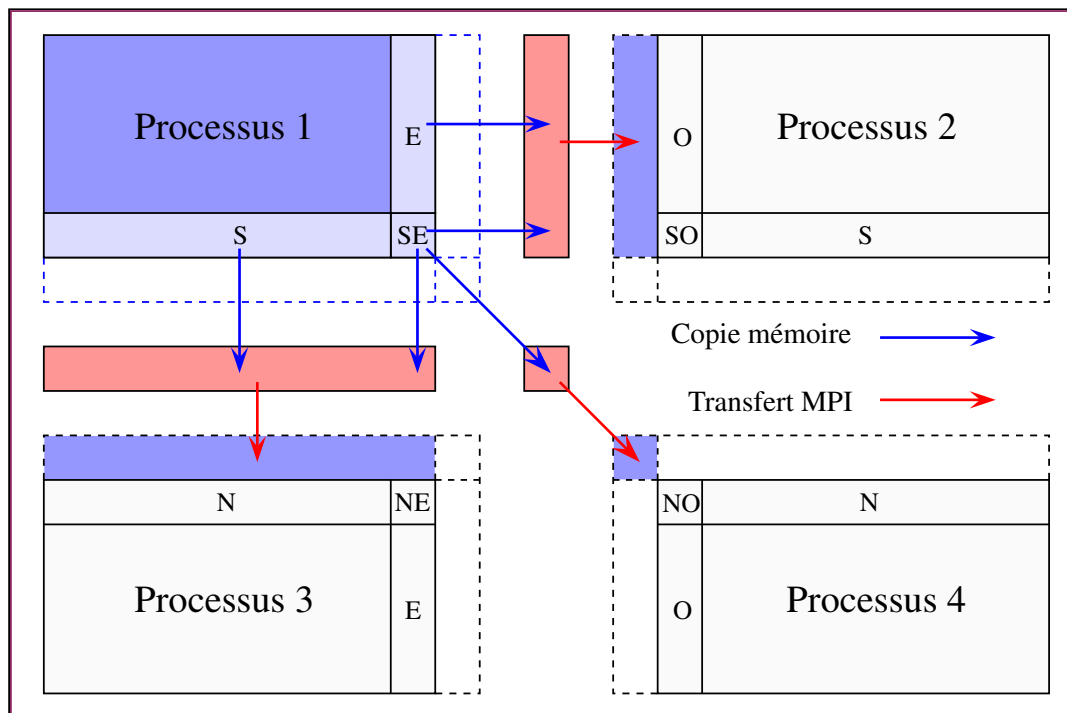 Processus 1
E
S
SE
O
Processus 2
SO
S
Copie mémoire
Transfert MPI
N
NE
Processus 3
E
NO
N
O
Processus 4